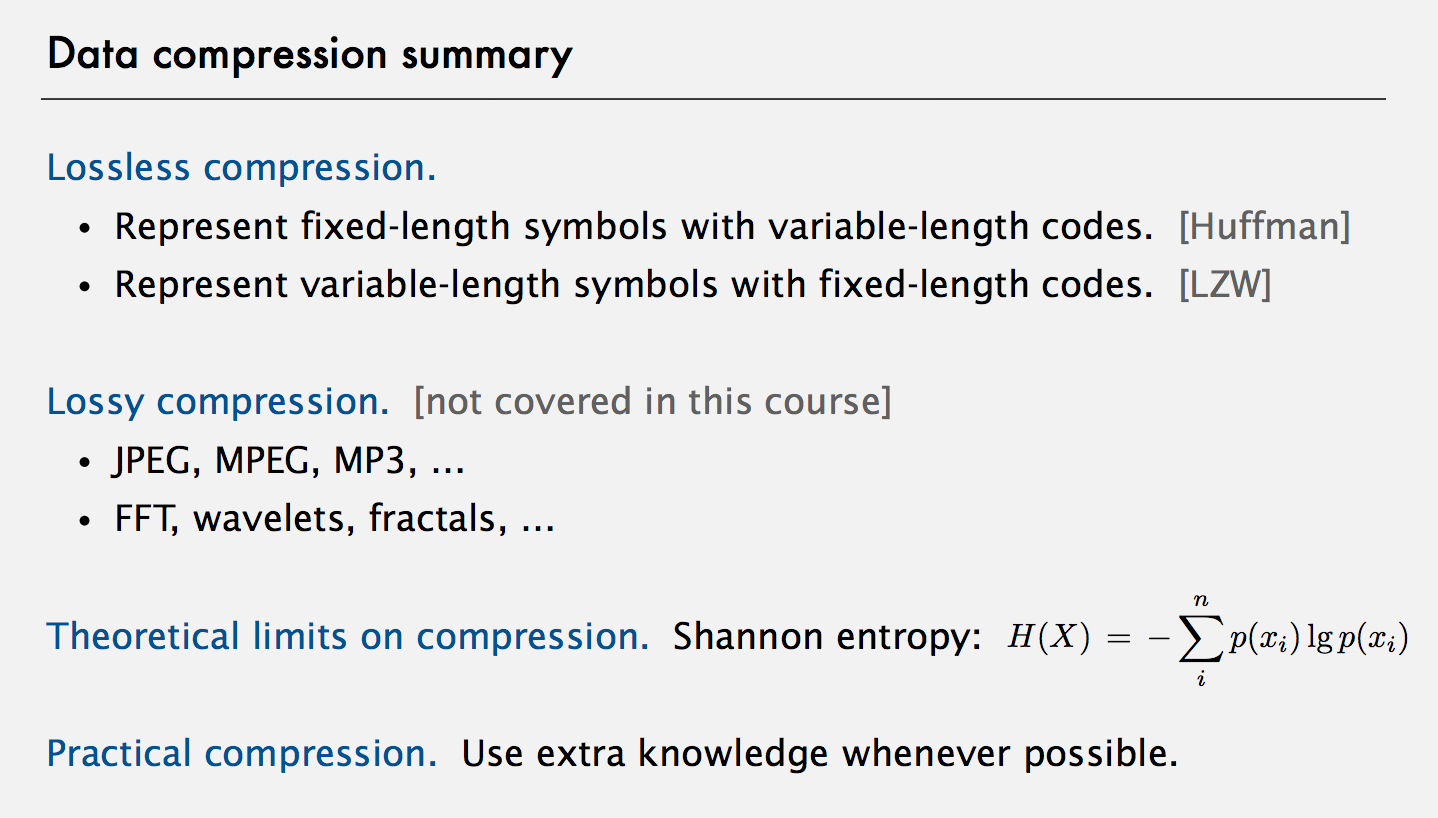 Data compression summary
Lossless compression.
• Represent fixed-length symbols with variable-length codes. [Huffman]
• Represent variable-length symbols with fixed-length codes. [LZW]
Lossy compression. [not covered in this course]
• JPEG, MPEG, MP3, …
• FFT, wavelets, fractals, …
Theoretical limits on compression. Shannon entropy: $H(X) = -\sum_{i}^{n} p(x_i) \lg p(x_i)$
Practical compression. Use extra knowledge whenever possible.